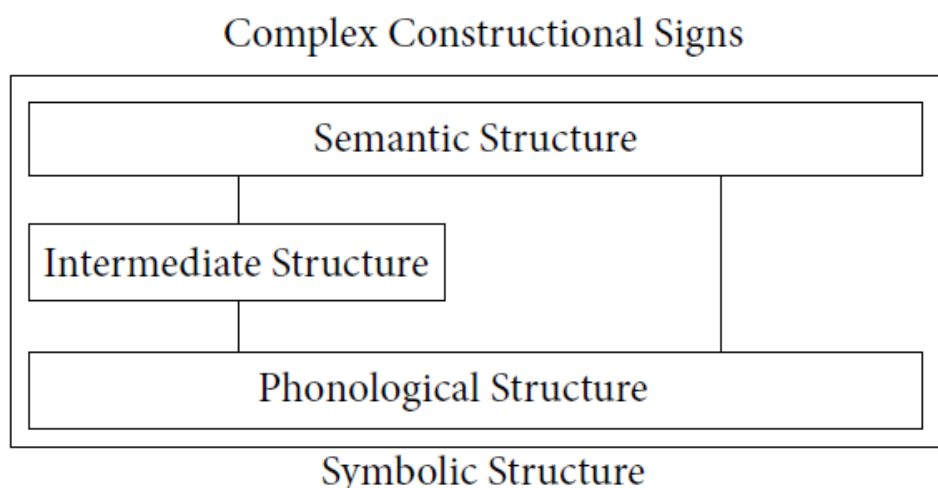 Complex Constructional Signs
Semantic Structure
Intermediate Structure
Phonological Structure
Symbolic Structure